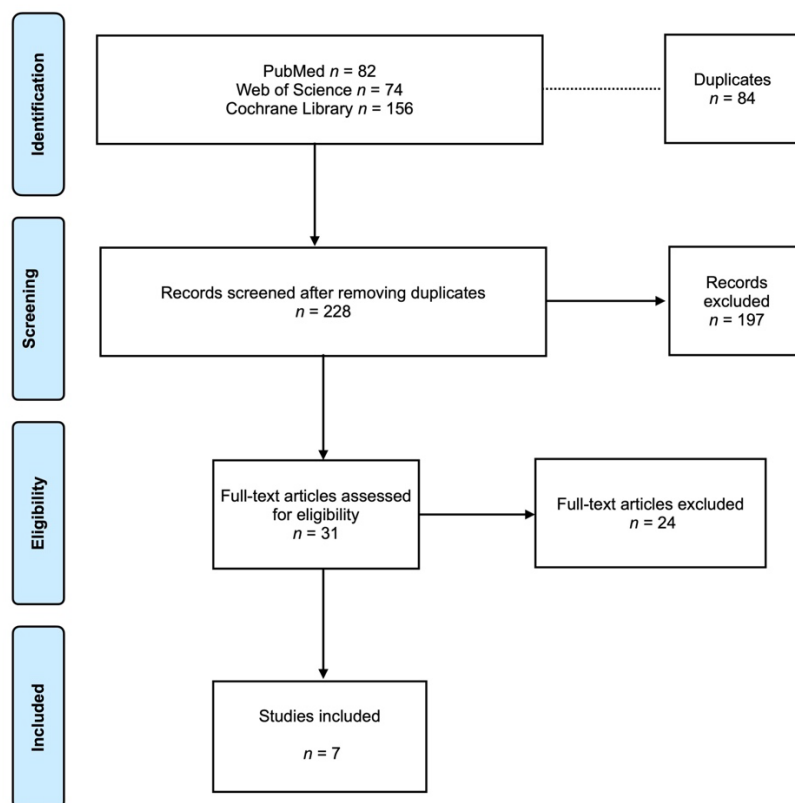 Identification
PubMed n = 82
Web of Science n = 74
Cochrane Library n = 156
Duplicates
n = 84
Screening
Records screened after removing duplicates
n = 228
Records
excluded
n = 197
Eligibility
Full-text articles assessed
for eligibility
n = 31
Full-text articles excluded
n = 24
Included
Studies included
n = 7